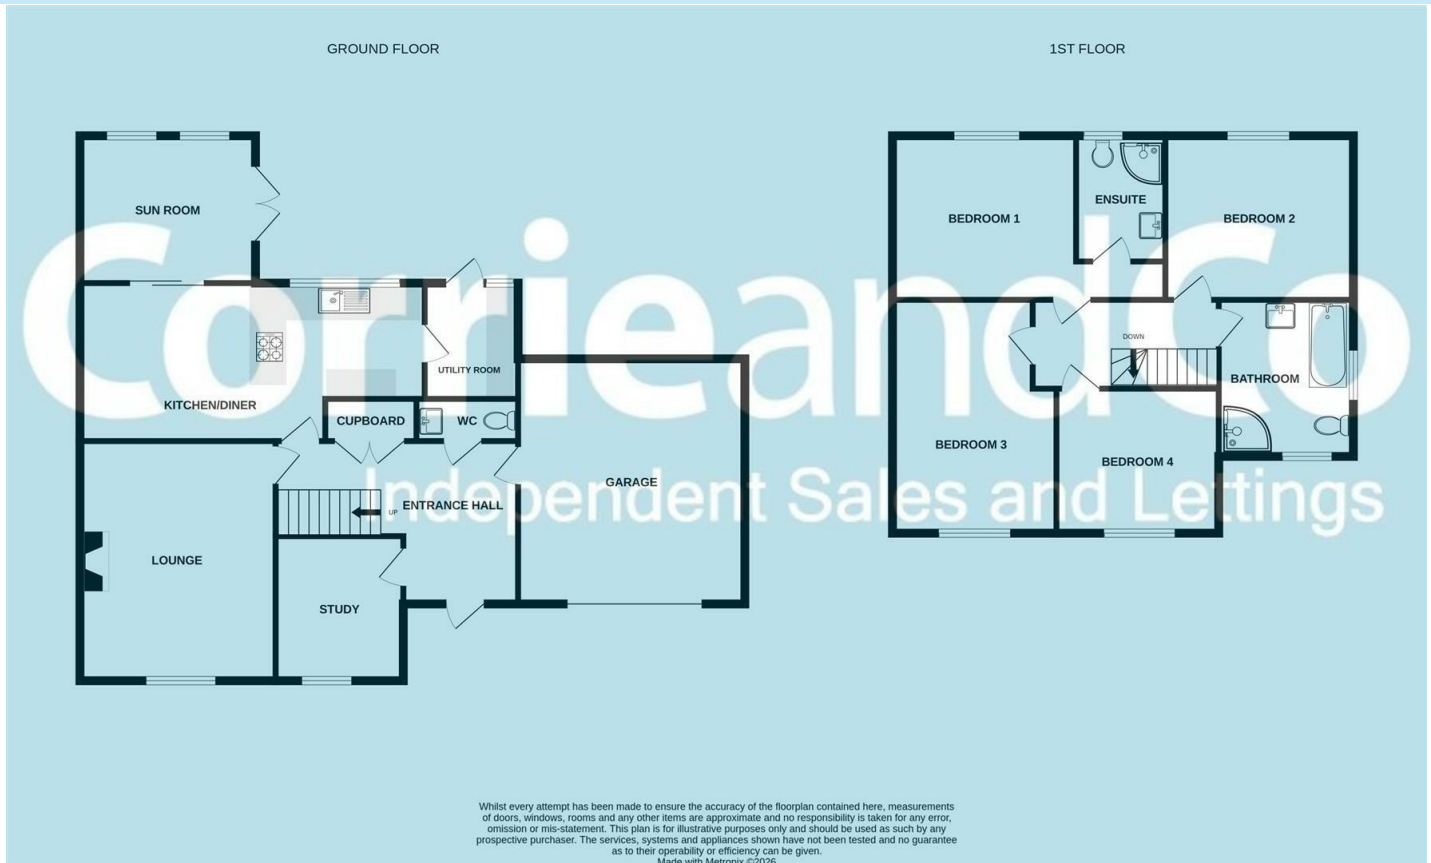 GROUND FLOOR
1ST FLOOR
SUN ROOM
ENSUITE
BEDROOM 1
BEDROOM 2
CorrieandCo
DOWN
UTILITY ROOM
BATHROOM
KITCHEN/DINER
CUPBOARD
WC
BEDROOM 3
BEDROOM 4
GARAGE
Independent Sales and Lettings
ENTRANCE HALL
UP
LOUNGE
STUDY
Whilst every attempt has been made to ensure the accuracy of the floorplan contained here, measurements
of doors, windows, rooms and any other items are approximate and no responsibility is taken for any error,
omission or mis-statement. This plan is for illustrative purposes only and should be used as such by any
prospective purchaser. The services, systems and appliances shown have not been tested and no guarantee
as to their operability or efficiency can be given.
Made with Metropix ©2026